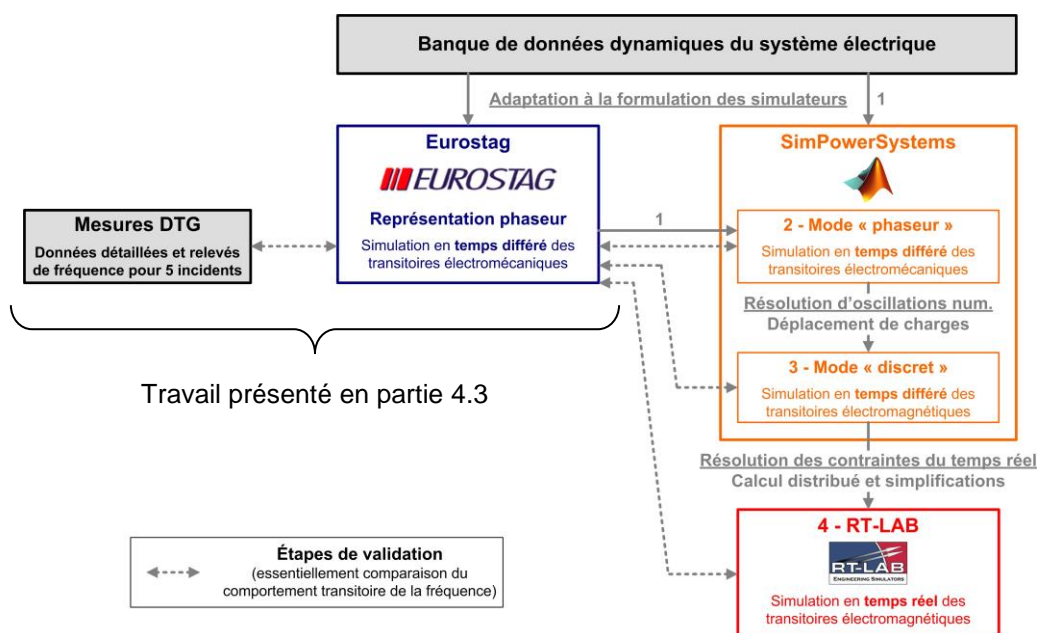 Banque de données dynamiques du système électrique
Adaptation à la formulation des simulateurs
1
Eurostag
EUROSTAG
Représentation phaseur
Simulation en temps différé des
transitoires électromécaniques
Mesures DTG
Données détaillées et relevés
de fréquence pour 5 incidents
1
SimPowerSystems
2 - Mode « phaseur »
Simulation en temps différé des
transitoires électromécaniques
Résolution d'oscillations num.
Déplacement de charges
3 - Mode « discret »
Simulation en temps différé des
transitoires électromagnétiques
Travail présenté en partie 4.3
Résolution des contraintes du temps réel
Calcul distribué et simplifications
4 - RT-LAB
RT-LAB
ENGINEERING SIMULATORS
Simulation en temps réel des
transitoires électromagnétiques
Étapes de validation
(essentiellement comparaison du
comportement transitoire de la fréquence)